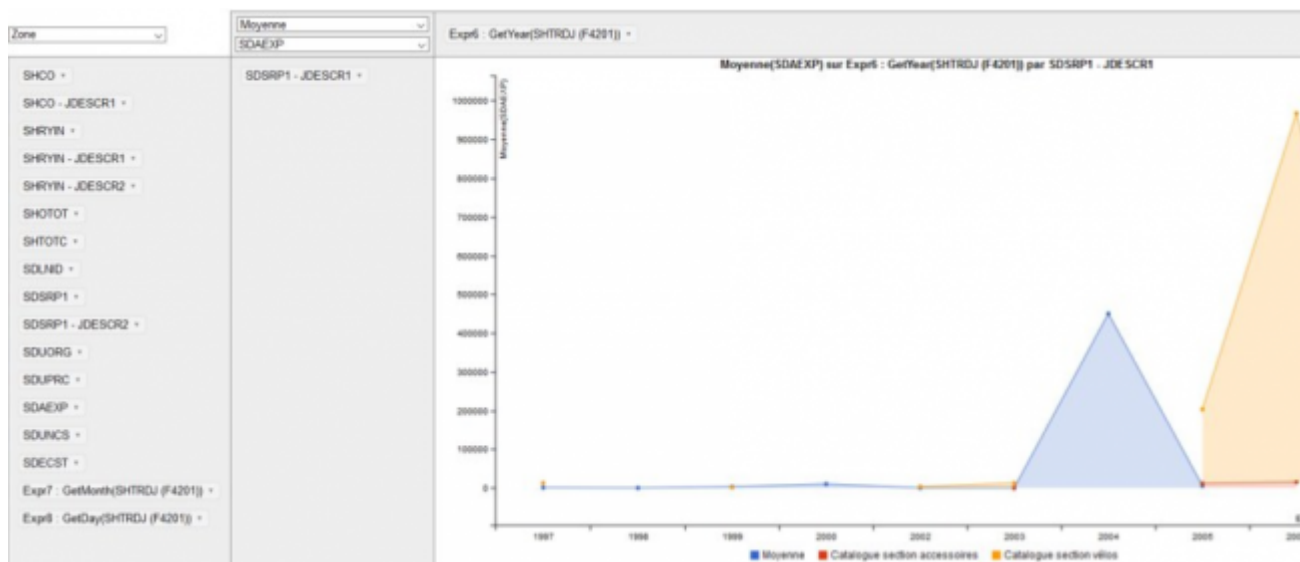 Zone
Moyenne
SDAEXP
Expr6 : GetYear(SHTRDJ (F4201))
SHCO
SHCO - JDESCR1
SHRYIN
SHRYIN - JDESCR1
SHRYIN - JDESCR2
SHOTOT
SHTOTC
SDLNID
SDSRP1
SDSRP1 - JDESCR2
SDUORG
SDUPRC
SDAEXP
SDUNCS
SDECST
Expr7 : GetMonth(SHTRDJ (F4201))
Expr8 : GetDay(SHTRDJ (F4201))
SDSRP1 - JDESCR1
Moyenne(SDAEXP) sur Expr6 : GetYear(SHTRDJ (F4201)) par SDSRP1 - JDESCR1
Moyenne(SDAEXP)
1000000
900000
800000
700000
600000
500000
400000
300000
200000
100000
0
1997 1998 1999 2000 2002 2003 2004 2005 200
Moyenne Catalogue section accessoires Catalogue section vélos